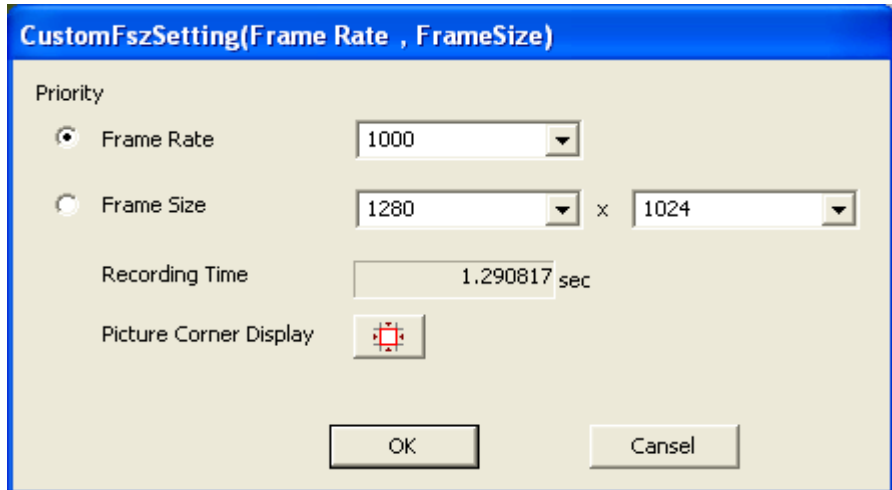 CustomFszSetting(Frame Rate , FrameSize)
Priority
Frame Rate 1000
Frame Size 1280 x 1024
Recording Time 1.290817 sec
Picture Corner Display
OK Cansel